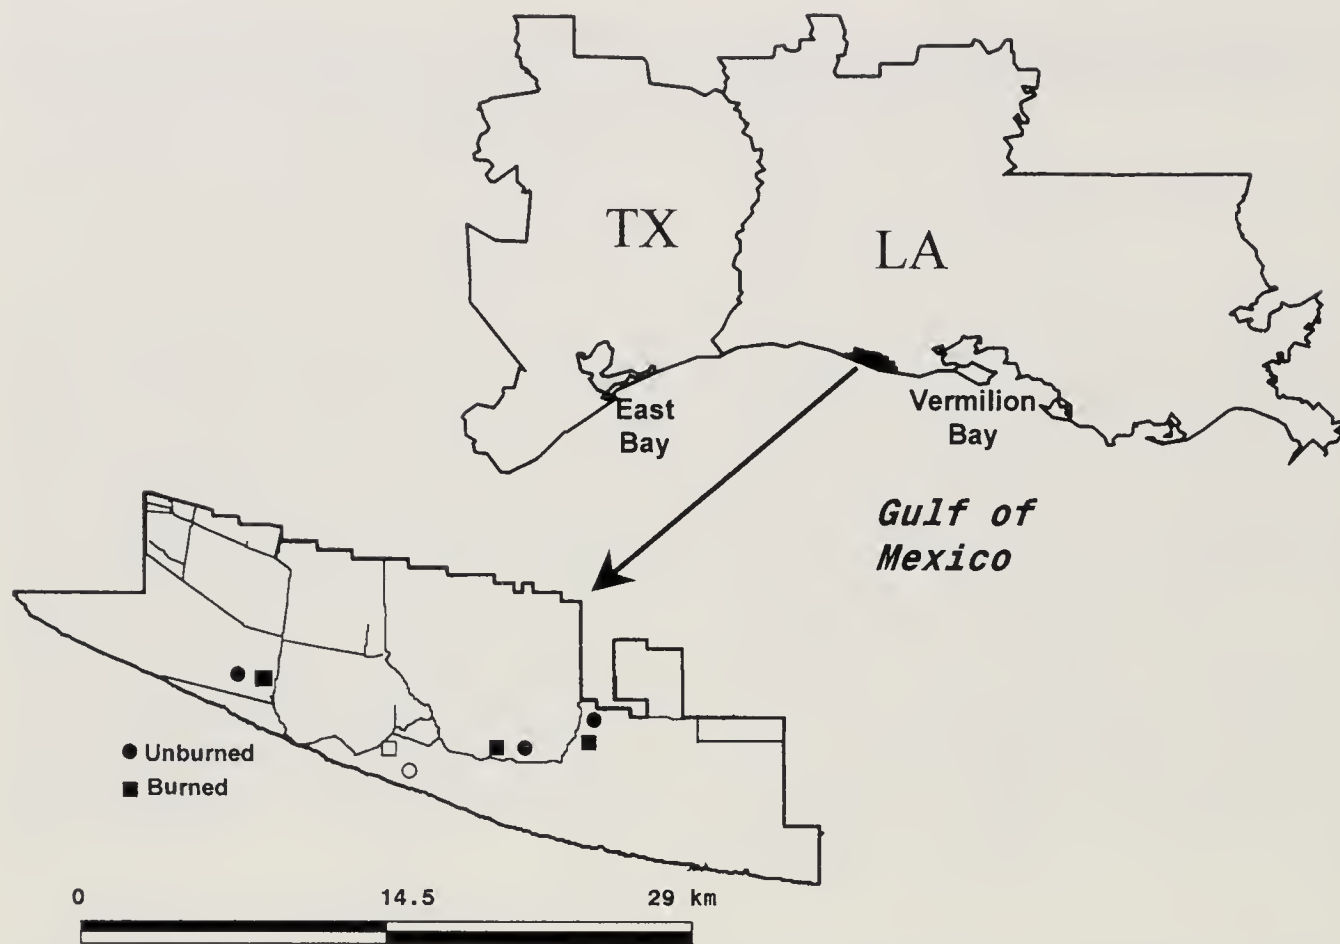 TX
LA
East
Bay
Vermilion
Bay
Gulf of
Mexico
Unburned
Burned
0 14.5 29 km